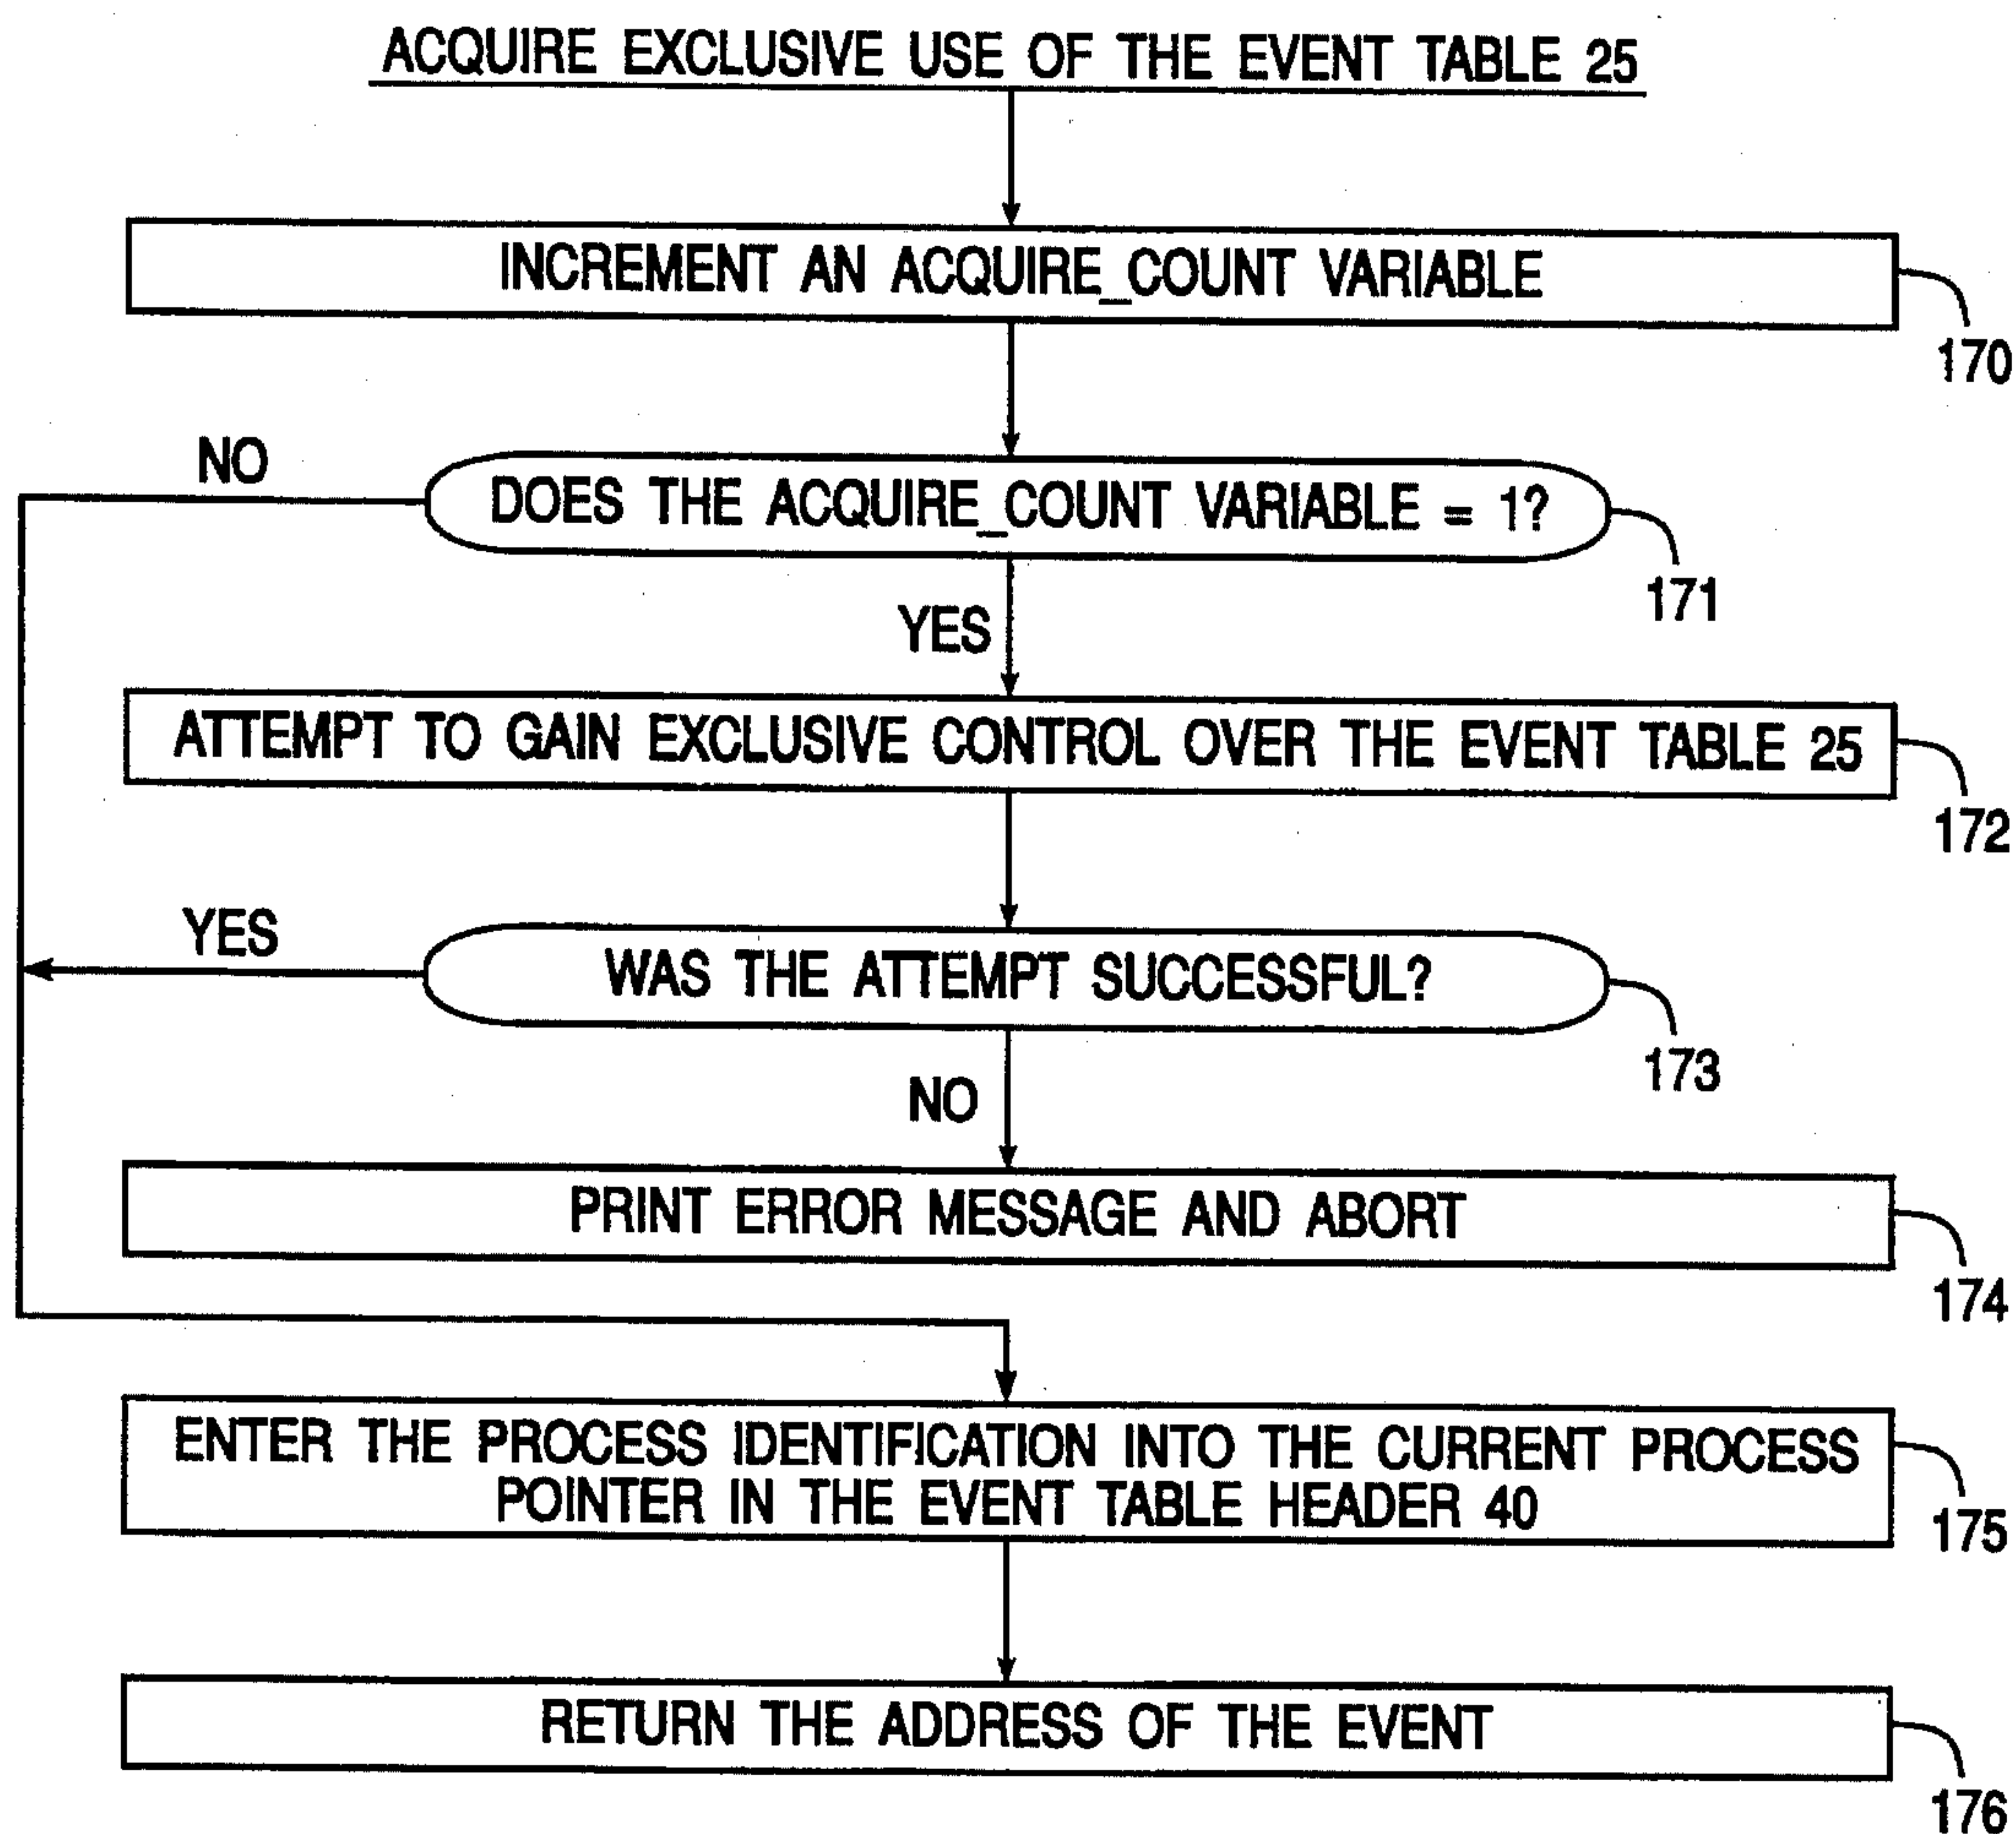 ACQUIRE EXCLUSIVE USE OF THE EVENT TABLE 25
INCREMENT AN ACQUIRE_COUNT VARIABLE
170
NO
DOES THE ACQUIRE_COUNT VARIABLE = 1?
171
YES
ATTEMPT TO GAIN EXCLUSIVE CONTROL OVER THE EVENT TABLE 25
172
YES
WAS THE ATTEMPT SUCCESSFUL?
173
NO
PRINT ERROR MESSAGE AND ABORT
174
ENTER THE PROCESS IDENTIFICATION INTO THE CURRENT PROCESS
POINTER IN THE EVENT TABLE HEADER 40
175
RETURN THE ADDRESS OF THE EVENT
176